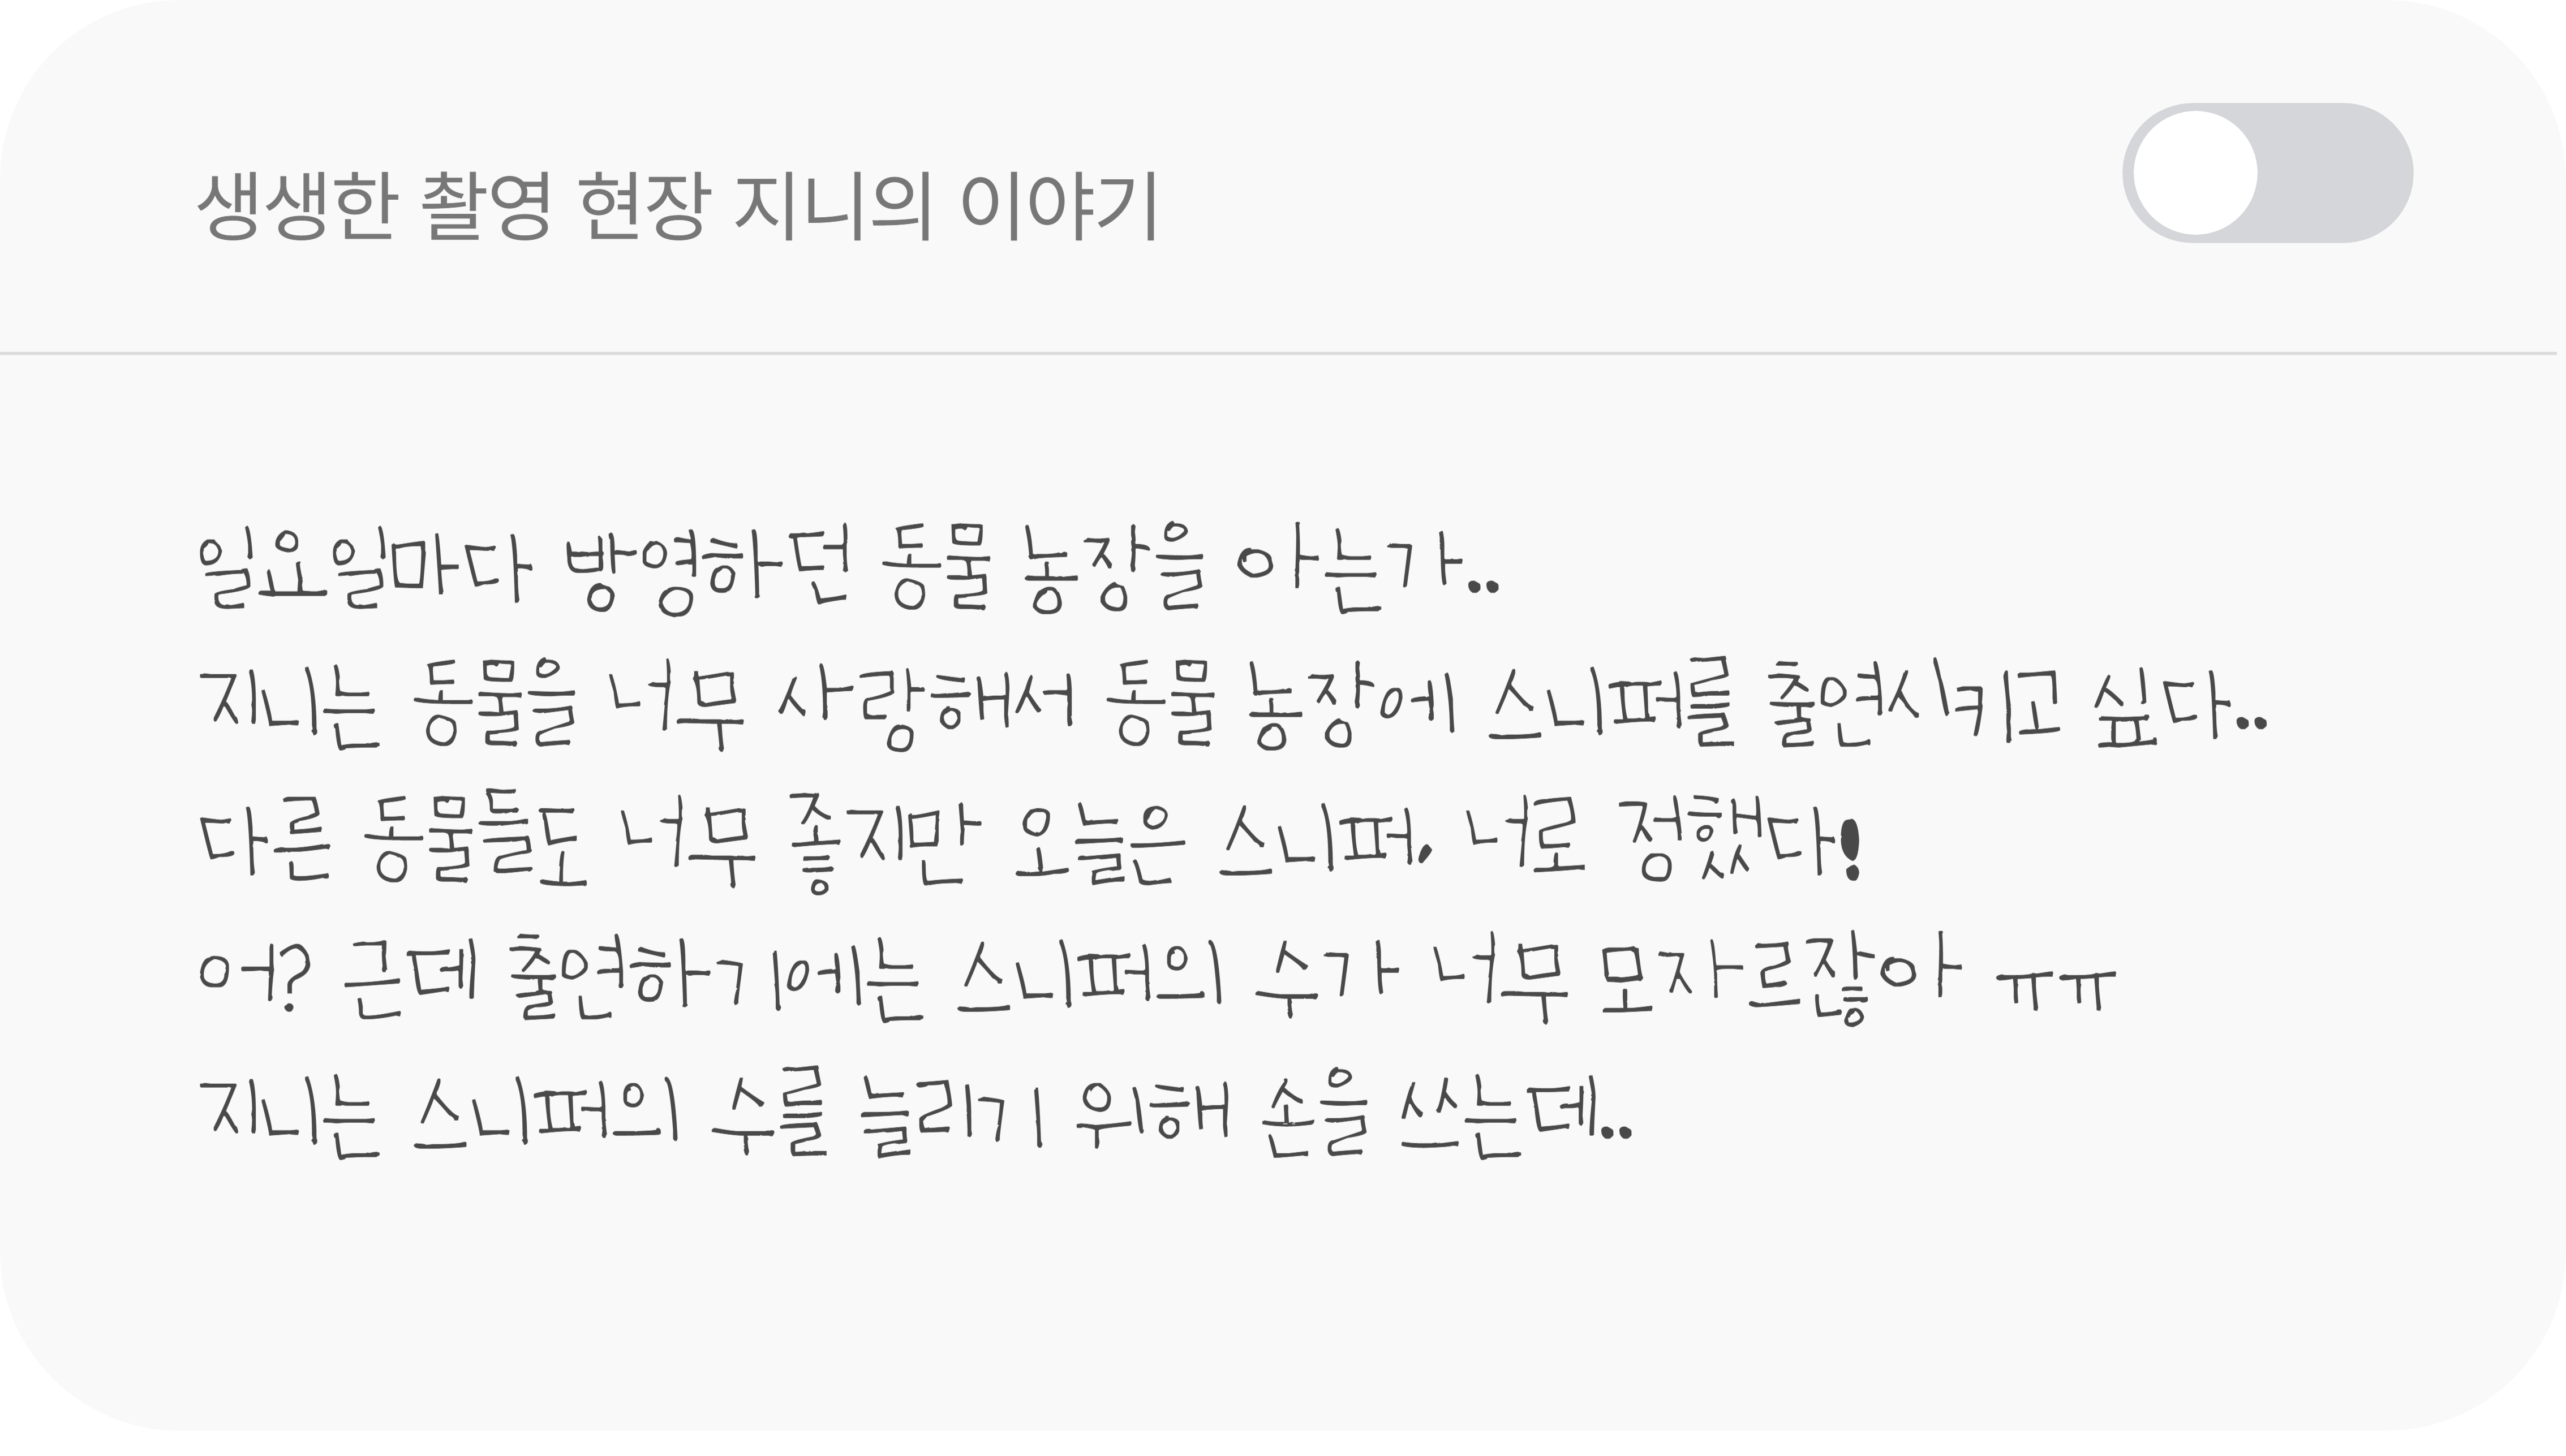 생생한 촬영 현장 지니의 이야기
일요일마다 방영하던 동물 농장을 아는가..
지니는 동물을 너무 사랑해서 동물 농장에 스니퍼를 출연시키고 싶다..
다른 동물들도 너무 좋지만 오늘은 스니퍼, 너로 정했다!
어? 근데 출연하기에는 스니퍼의 수가 너무 모자르잖아 ㅠㅠ
지니는 스니퍼의 수를 늘리기 위해 손을 쓰는데..